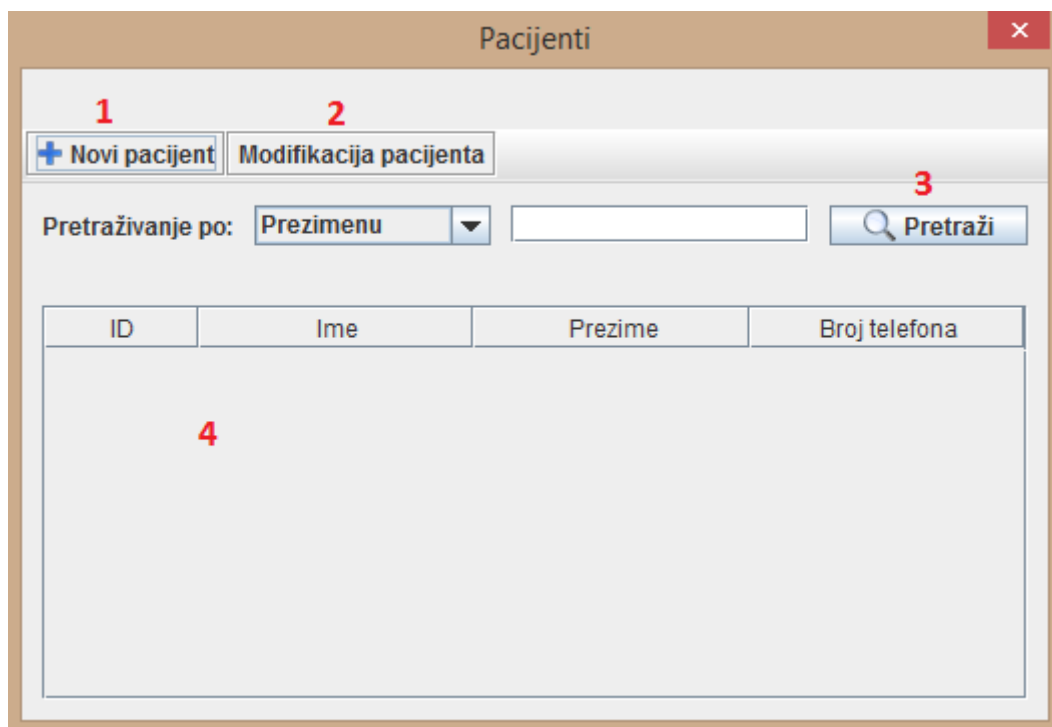 Pacijenti
1 2
Novi pacijent Modifikacija pacijenta
3
Pretraživanje po: Prezimenu Pretraži
ID Ime Prezime Broj telefona
4